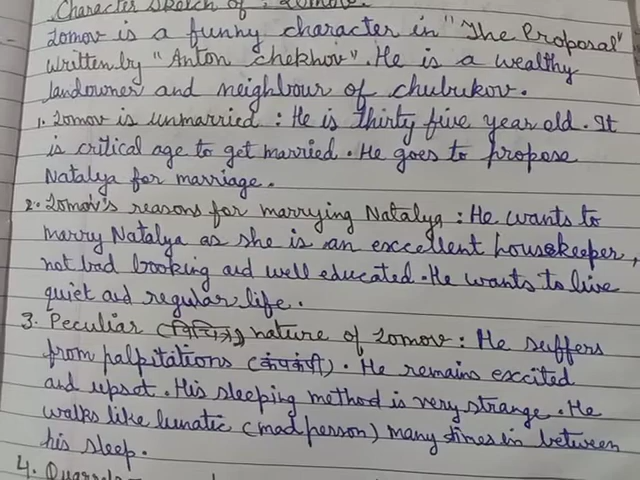 Character sketch of : Lomov.
Lomov is a funny character in "The Proposal"
written by "Anton Chekhov". He is a wealthy
landowner and neighbour of chubukov.
1. Lomov is unmarried : He is thirty five year old. It
is critical age to get married. He goes to propose
Natalya for marriage.
2. Lomov's reasons for marrying Natalya : He wants to
marry Natalya as she is an excellent housekeeper,
not bad looking and well educated. He wants to live
quiet and regular life.
3. Peculiar (विचित्र) nature of Lomov : He suffers
from palpitations (कंपकंपी). He remains excited
and upset. His sleeping method is very strange. He
walks like lunatic (mad person) many times in between
his sleep.
4.